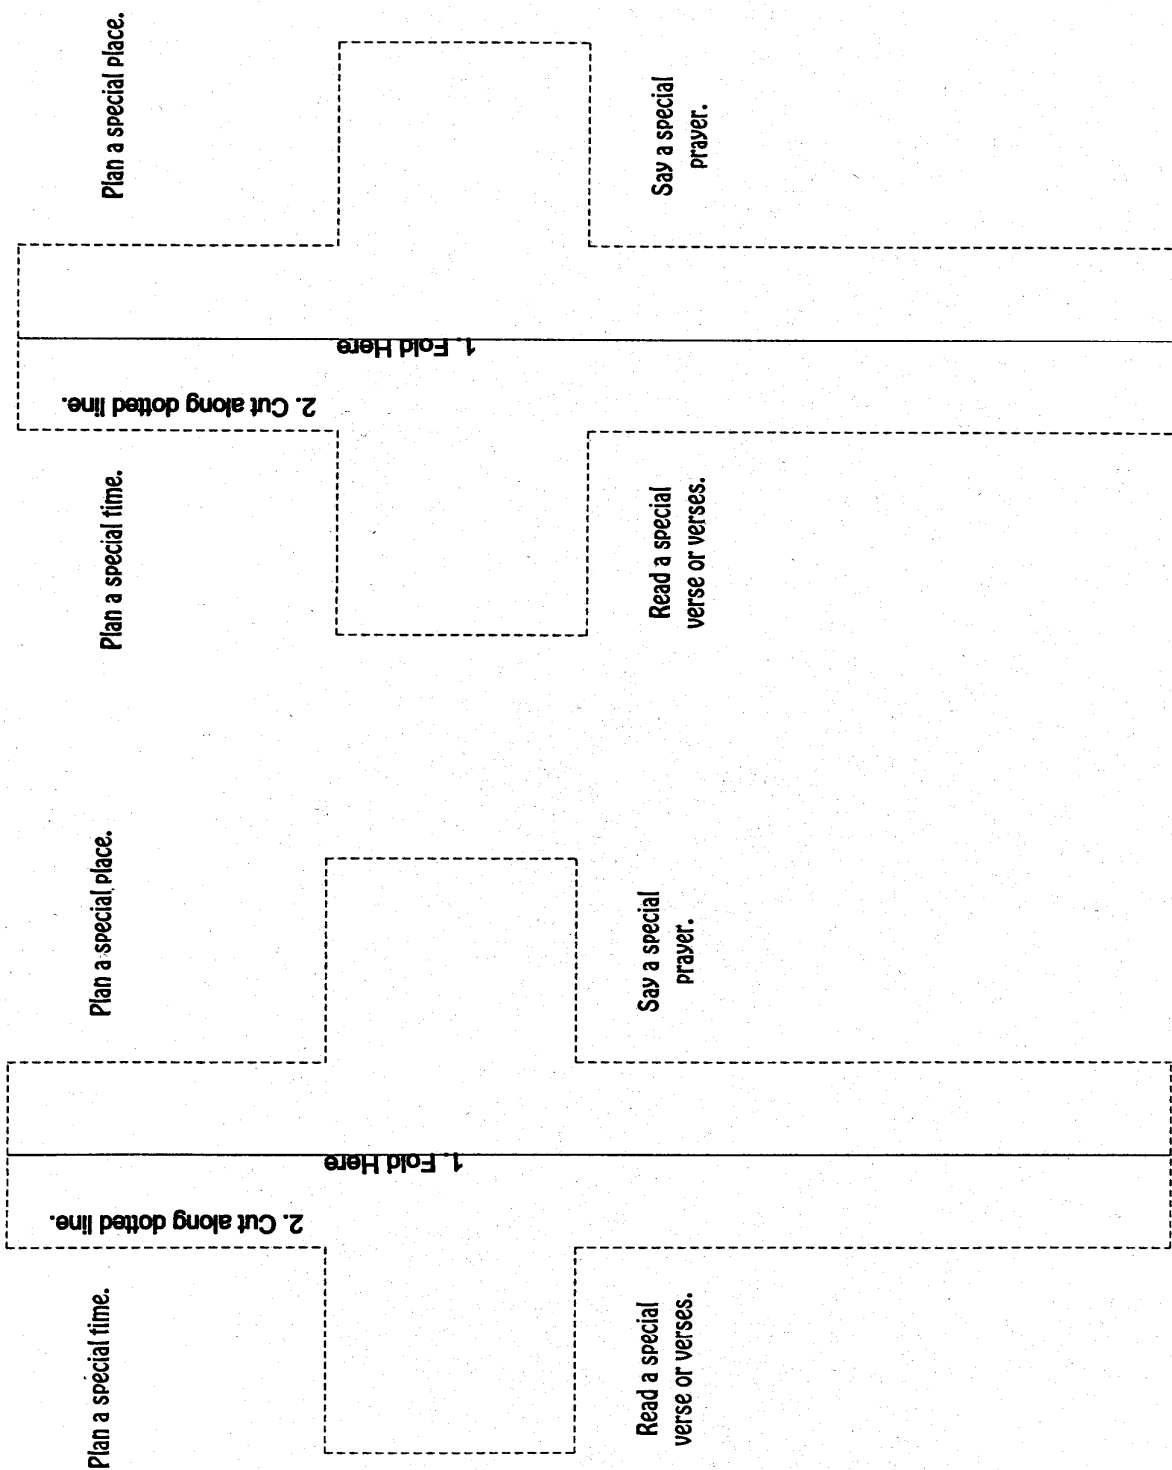 Plan a special time.
Plan a special place.
Read a special
verse or verses.
Say a special
prayer.
1. Fold Here
2. Cut along dotted line.
Plan a special time.
Plan a special place.
Read a special
verse or verses.
Say a special
prayer.
1. Fold Here
2. Cut along dotted line.